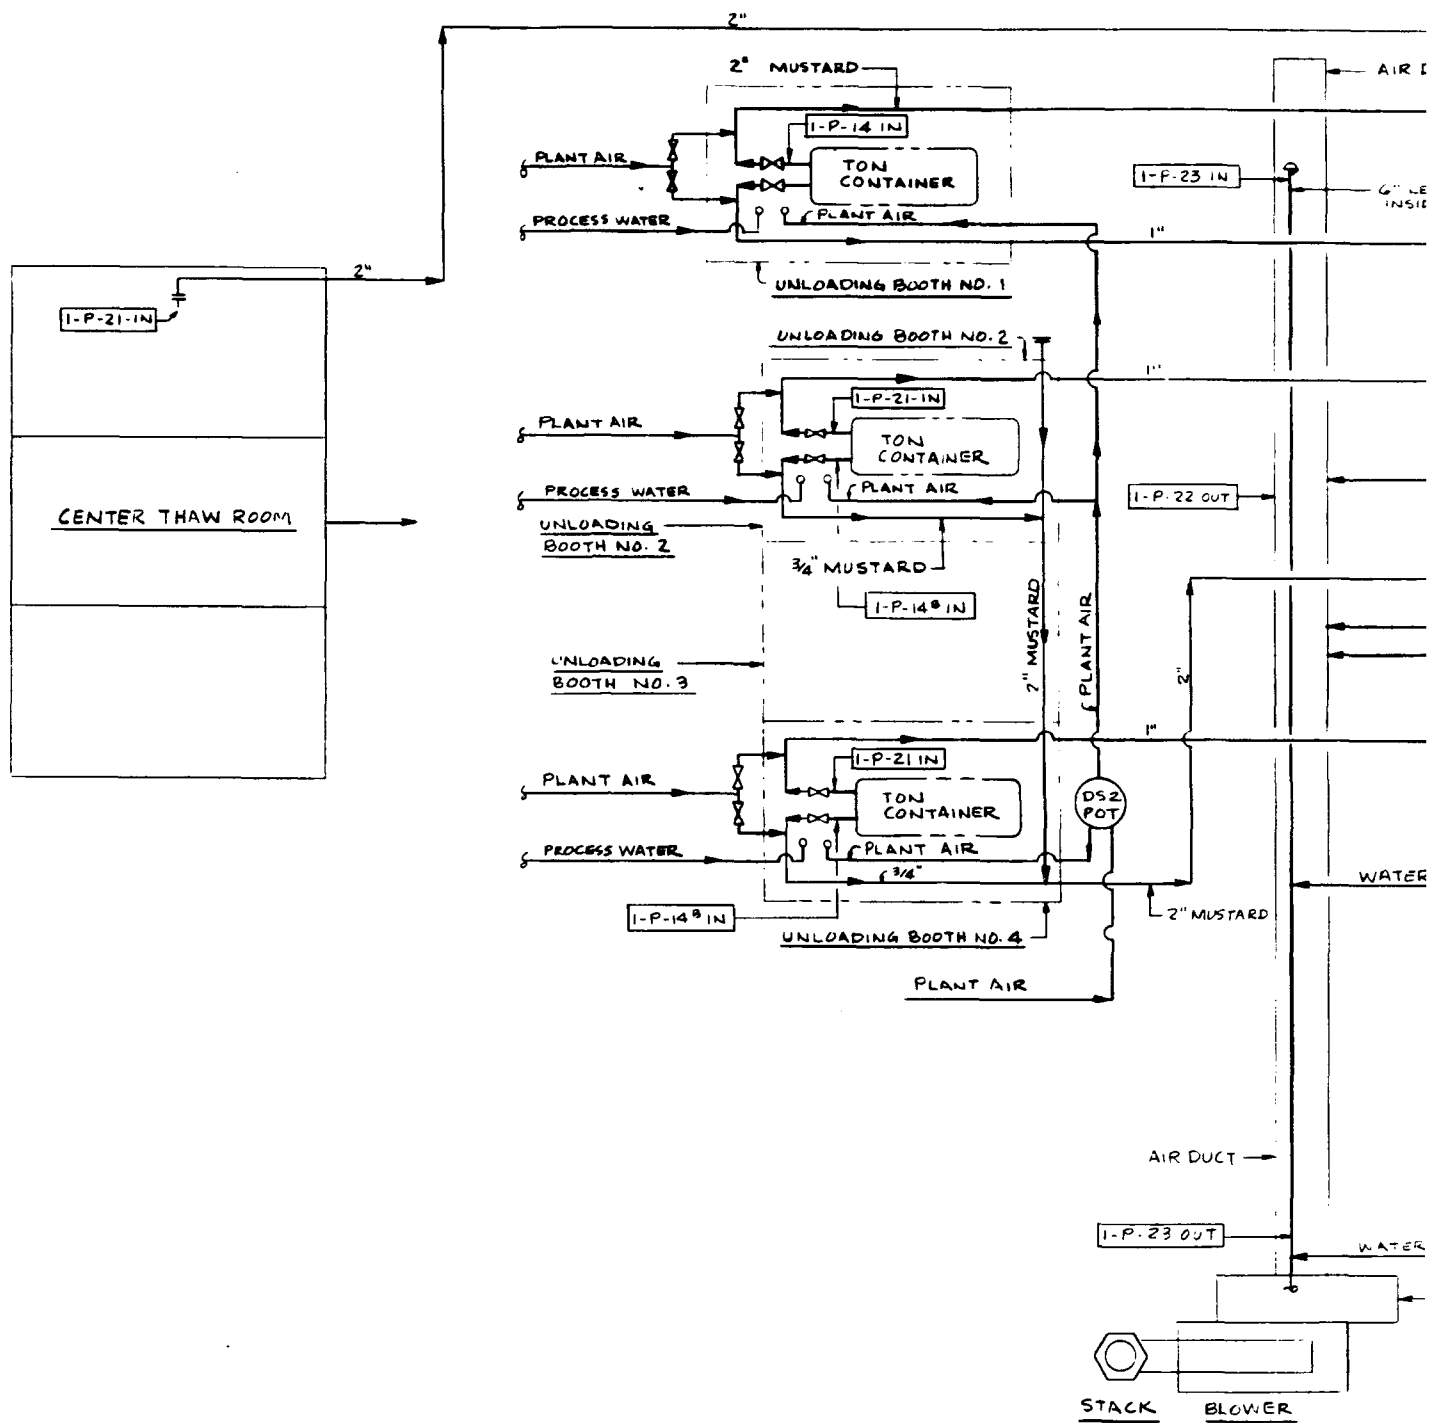 2"
2" MUSTARD
AIR
1-P-14 IN
PLANT AIR
TON
CONTAINER
1-P-23 IN
6"
PROCESS WATER
PLANT AIR
1"
2"
UNLOADING BOOTH NO. 1
1-P-21-IN
UNLOADING BOOTH NO. 2
1"
1-P-21-IN
PLANT AIR
TON
CONTAINER
PROCESS WATER
PLANT AIR
1-P-22 OUT
CENTER THAW ROOM
UNLOADING
BOOTH NO. 2
3/4" MUSTARD
1-P-14B IN
2" MUSTARD
PLANT AIR
2"
UNLOADING
BOOTH NO. 3
1"
1-P-21 IN
PLANT AIR
TON
CONTAINER
DS2
POT
PROCESS WATER
PLANT AIR
3/4"
WATER
1-P-14B IN
2" MUSTARD
UNLOADING BOOTH NO. 4
PLANT AIR
AIR DUCT
1-P-23 OUT
WATER
STACK
BLOWER